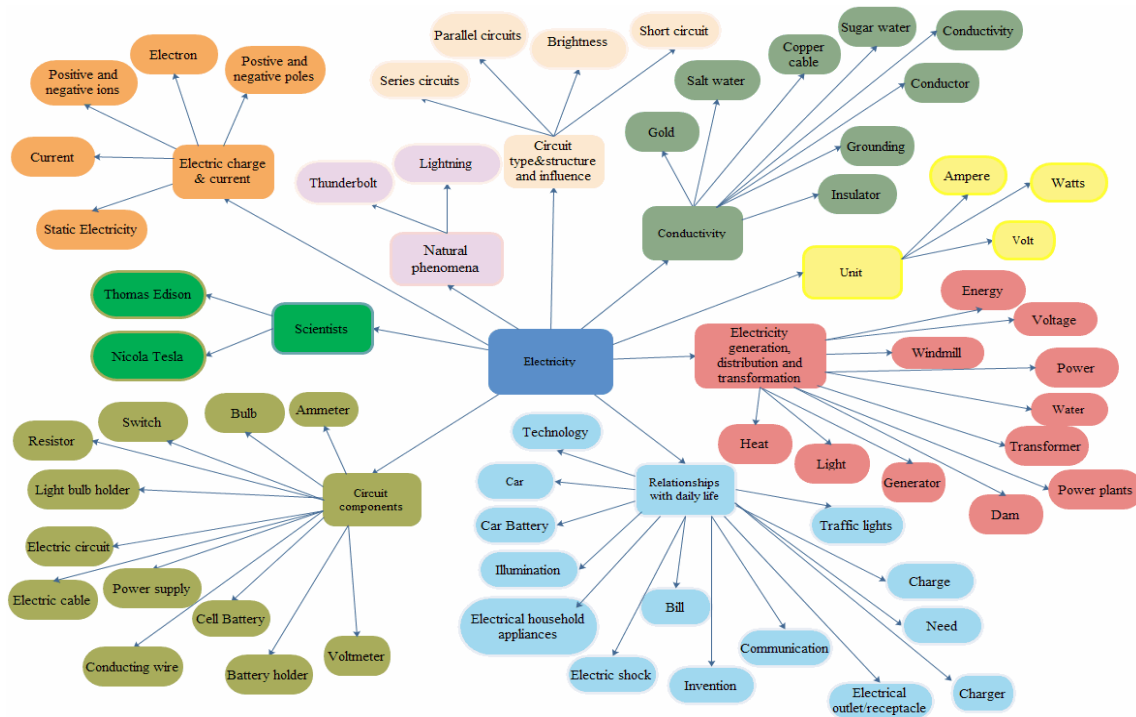 Parallel circuits
Brightness
Short circuit
Sugar water
Conductivity
Electron
Positive and
negative ions
Postive and
negative poles
Series circuits
Copper
cable
Salt water
Conductor
Gold
Current
Electric charge
& current
Circuit
type&structure
and influence
Grounding
Lightning
Thunderbolt
Insulator
Ampere
Watts
Static Electricity
Natural
phenomena
Conductivity
Volt
Unit
Thomas Edison
Scientists
Nicola Tesla
Electricity
Electricity
generation,
distribution and
transformation
Energy
Voltage
Windmill
Power
Water
Heat
Light
Transformer
Generator
Power plants
Dam
Bulb
Ammeter
Switch
Resistor
Light bulb holder
Circuit
components
Electric circuit
Electric cable
Power supply
Cell Battery
Conducting wire
Battery holder
Voltmeter
Technology
Car
Relationships
with daily life
Car Battery
Traffic lights
Illumination
Bill
Charge
Electrical household
appliances
Need
Communication
Electric shock
Invention
Electrical
outlet/receptacle
Charger